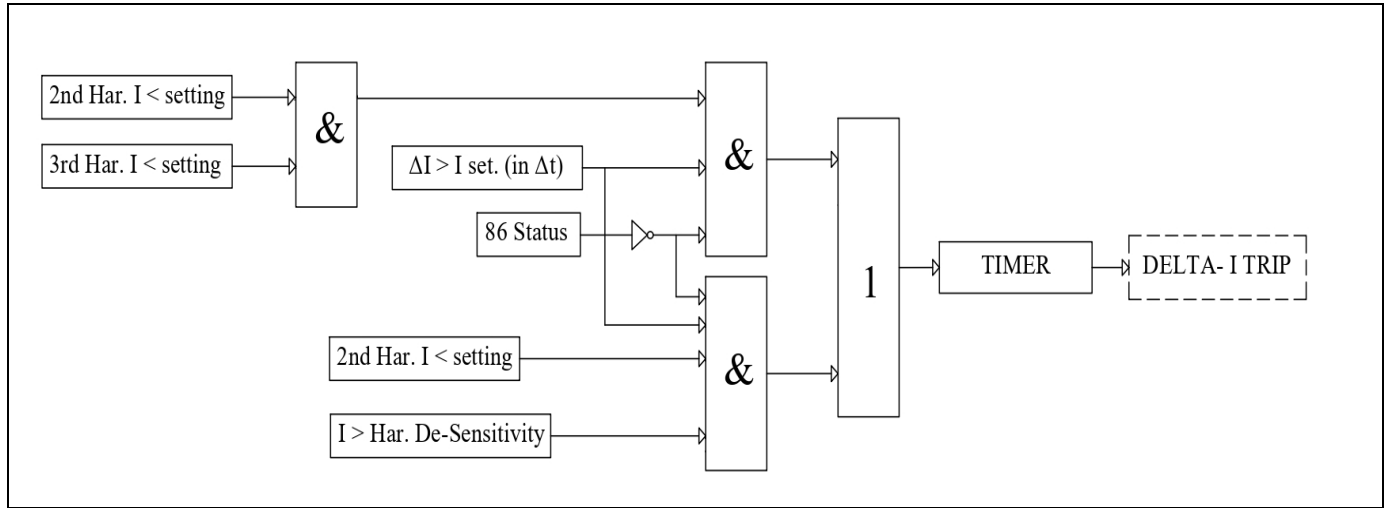 2nd Har. I < setting
&
3rd Har. I < setting
ΔI > I set. (in Δt)
&
86 Status
1
TIMER
DELTA- I TRIP
2nd Har. I < setting
&
I > Har. De-Sensitivity